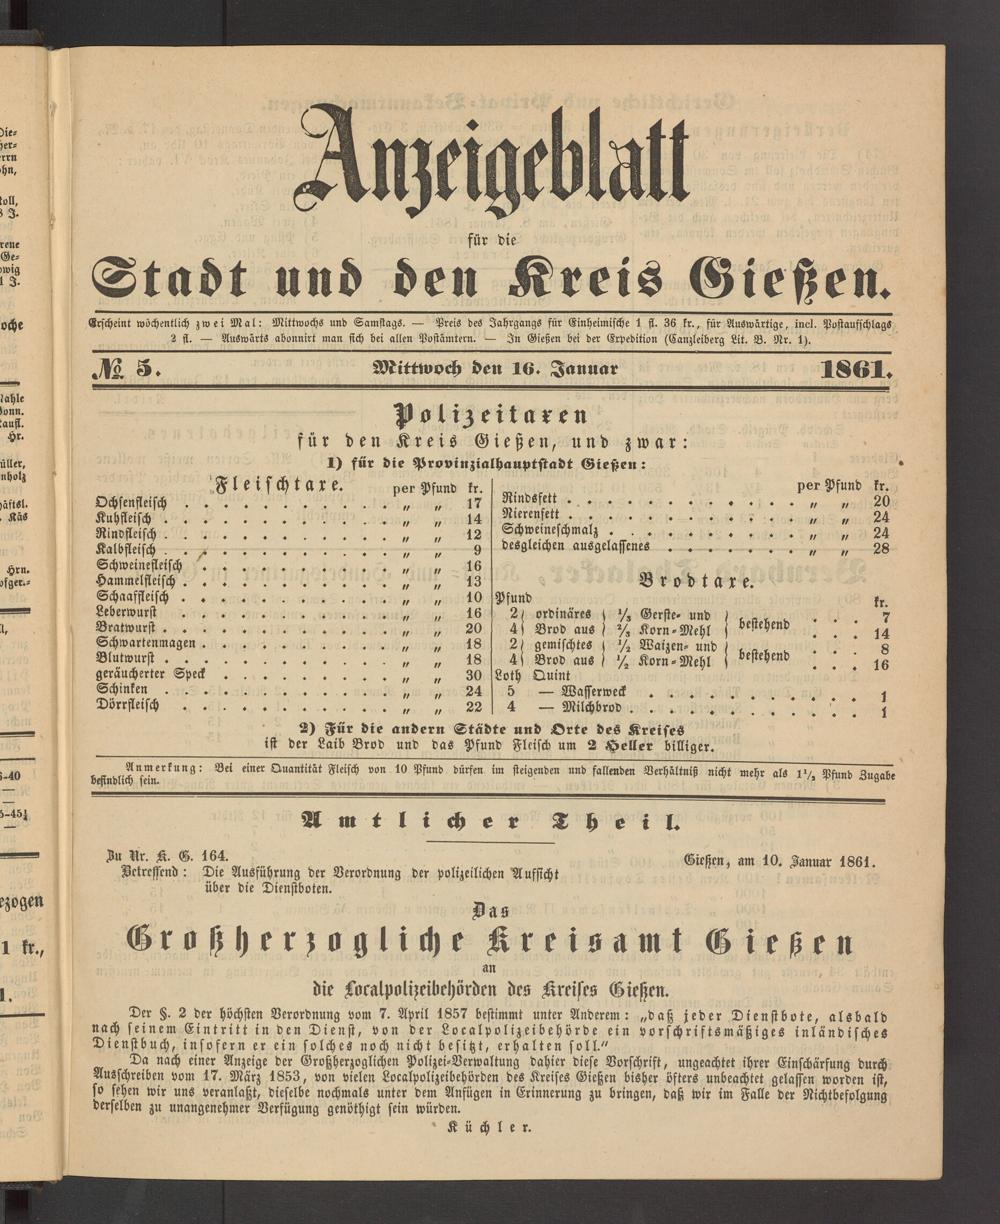 Anzeigeblatt
für die
Stadt und den Kreis Gießen.
Erscheint wöchentlich zwei Mal: Mittwochs und Samstags. — Preis des Jahrgangs für Einheimische 1 fl. 36 kr., für Auswärtige, incl. Postaufschlags
2 fl. — Auswärts abonnirt man sich bei allen Postämtern. — In Gießen bei der Expedition (Canzleiberg Lit. B. Nr. 1).
№ 5. Mittwoch den 16. Januar 1861.
Polizeitaxen
für den Kreis Gießen, und zwar:
1) für die Provinzialhauptstadt Gießen:
Fleischtaxe. per Pfund kr.
Ochsenfleisch . . . „ „ 17
Kuhfleisch . . . „ „ 14
Rindfleisch . . . „ „ 12
Kalbfleisch . . . „ „ 9
Schweinefleisch . . . „ „ 16
Hammelfleisch . . . „ „ 13
Schaaffleisch . . . „ „ 10
Leberwurst . . . „ „ 16
Bratwurst . . . „ „ 20
Schwartenmagen . . . „ „ 18
Blutwurst . . . „ „ 18
geräucherter Speck . . . „ „ 30
Schinken . . . „ „ 24
Dörrfleisch . . . „ „ 22
per Pfund kr.
Rindsfett . . . „ „ 20
Nierenfett . . . „ „ 24
Schweineschmalz . . . „ „ 24
desgleichen ausgelassenes . . . „ „ 28
Brodtaxe.
Pfund kr.
2) ordinäres ( 1/3 Gerste- und ) bestehend . . . 7
4) Brod aus ( 2/3 Korn-Mehl ) . . . 14
2) gemischtes ( 1/2 Waizen- und ) bestehend . . . 8
4) Brod aus ( 1/2 Korn-Mehl ) . . . 16
Loth Quint
5 — Wasserweck . . . 1
4 — Milchbrod . . . 1
2) Für die andern Städte und Orte des Kreises
ist der Laib Brod und das Pfund Fleisch um 2 Heller billiger.
Anmerkung: Bei einer Quantität Fleisch von 10 Pfund dürfen im steigenden und fallenden Verhältniß nicht mehr als 1 1/2 Pfund Zugabe
befindlich sein.
Amtlicher Theil.
Zu Nr. K. G. 164. Gießen, am 10. Januar 1861.
Betreffend: Die Ausführung der Verordnung der polizeilichen Aufsicht
über die Dienstboten.
Das
Großherzogliche Kreisamt Gießen
an
die Localpolizeibehörden des Kreises Gießen.
Der §. 2 der höchsten Verordnung vom 7. April 1857 bestimmt unter Anderem: „daß jeder Dienstbote, alsbald
nach seinem Eintritt in den Dienst, von der Localpolizeibehörde ein vorschriftsmäßiges inländisches
Dienstbuch, insofern er ein solches noch nicht besitzt, erhalten soll.“
Da nach einer Anzeige der Großherzoglichen Polizei-Verwaltung dahier diese Vorschrift, ungeachtet ihrer Einschärfung durch
Ausschreiben vom 17. März 1853, von vielen Localpolizeibehörden des Kreises Gießen bisher öfters unbeachtet gelassen worden ist,
so sehen wir uns veranlaßt, dieselbe nochmals unter dem Anfügen in Erinnerung zu bringen, daß wir im Falle der Nichtbefolgung
derselben zu unangenehmer Verfügung genöthigt sein würden.
Küchler.